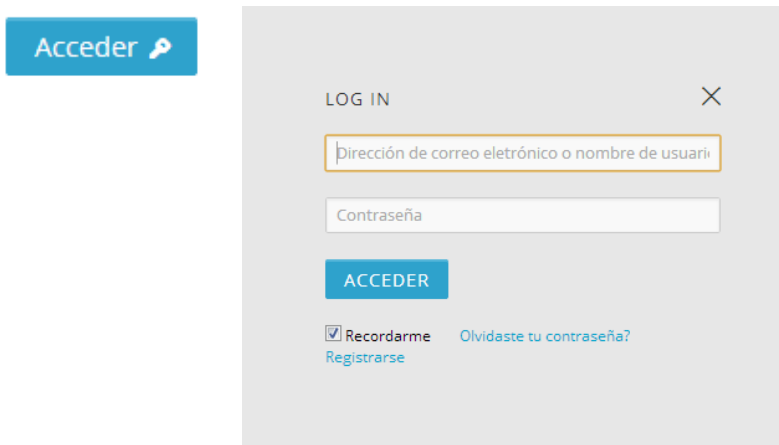 Acceder
LOG IN
Dirección de correo eletrónico o nombre de usuari
Contraseña
ACCEDER
Recordarme Olvidaste tu contraseña?
Registrarse